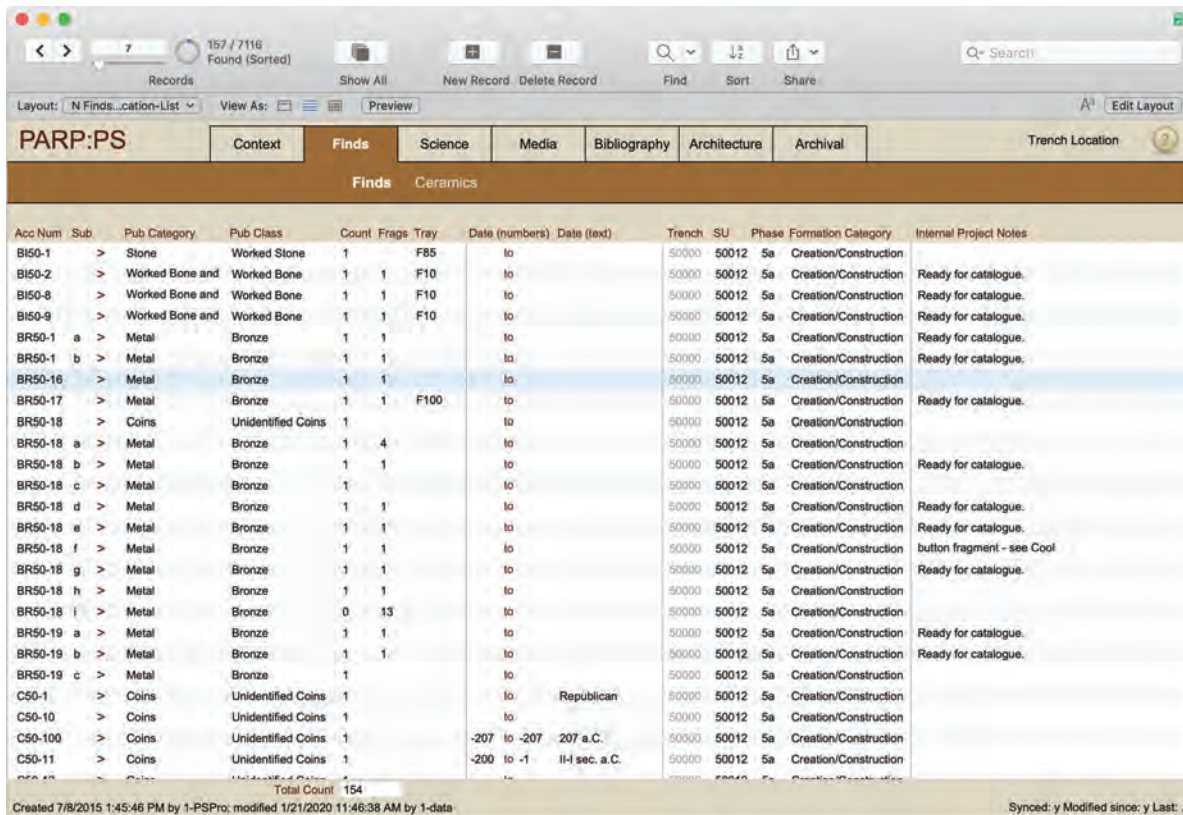 7 157 / 7116
Found (Sorted) Search
Records Show All New Record Delete Record Find Sort Share
Layout: N Finds...cation-List View As: Preview Edit Layout
PARP:PS Context Finds Science Media Bibliography Architecture Archival Trench Location ?
Finds Ceramics
Acc Num Sub Pub Category Pub Class Count Frags Tray Date (numbers) Date (text) Trench SU Phase Formation Category Internal Project Notes
BI50-1 > Stone Worked Stone 1 F85 to 50000 50012 5a Creation/Construction
BI50-2 > Worked Bone and Worked Bone 1 1 F10 to 50000 50012 5a Creation/Construction Ready for catalogue.
BI50-8 > Worked Bone and Worked Bone 1 1 F10 to 50000 50012 5a Creation/Construction Ready for catalogue.
BI50-9 > Worked Bone and Worked Bone 1 1 F10 to 50000 50012 5a Creation/Construction Ready for catalogue.
BR50-1 a > Metal Bronze 1 1 to 50000 50012 5a Creation/Construction Ready for catalogue.
BR50-1 b > Metal Bronze 1 1 to 50000 50012 5a Creation/Construction Ready for catalogue.
BR50-16 > Metal Bronze 1 1 to 50000 50012 5a Creation/Construction
BR50-17 > Metal Bronze 1 1 F100 to 50000 50012 5a Creation/Construction Ready for catalogue.
BR50-18 > Coins Unidentified Coins 1 to 50000 50012 5a Creation/Construction
BR50-18 a > Metal Bronze 1 4 to 50000 50012 5a Creation/Construction
BR50-18 b > Metal Bronze 1 1 to 50000 50012 5a Creation/Construction Ready for catalogue.
BR50-18 c > Metal Bronze 1 to 50000 50012 5a Creation/Construction
BR50-18 d > Metal Bronze 1 1 to 50000 50012 5a Creation/Construction Ready for catalogue.
BR50-18 e > Metal Bronze 1 1 to 50000 50012 5a Creation/Construction Ready for catalogue.
BR50-18 f > Metal Bronze 1 1 to 50000 50012 5a Creation/Construction button fragment - see Cool
BR50-18 g > Metal Bronze 1 1 to 50000 50012 5a Creation/Construction Ready for catalogue.
BR50-18 h > Metal Bronze 1 1 to 50000 50012 5a Creation/Construction
BR50-18 > Metal Bronze 0 13 to 50000 50012 5a Creation/Construction
BR50-19 a > Metal Bronze 1 1 to 50000 50012 5a Creation/Construction Ready for catalogue.
BR50-19 b > Metal Bronze 1 1 to 50000 50012 5a Creation/Construction Ready for catalogue.
BR50-19 c > Metal Bronze 1 to 50000 50012 5a Creation/Construction
C50-1 > Coins Unidentified Coins 1 to Republican 50000 50012 5a Creation/Construction
C50-10 > Coins Unidentified Coins 1 to 50000 50012 5a Creation/Construction
C50-100 > Coins Unidentified Coins 1 -207 to -207 207 a.C. 50000 50012 5a Creation/Construction
C50-11 > Coins Unidentified Coins 1 -200 to -1 II-I sec. a.C. 50000 50012 5a Creation/Construction
Total Count 154
Created 7/8/2015 1:45:46 PM by 1-PSPro; modified 1/21/2020 11:46:38 AM by 1-data Synced: y Modified since: y Last: